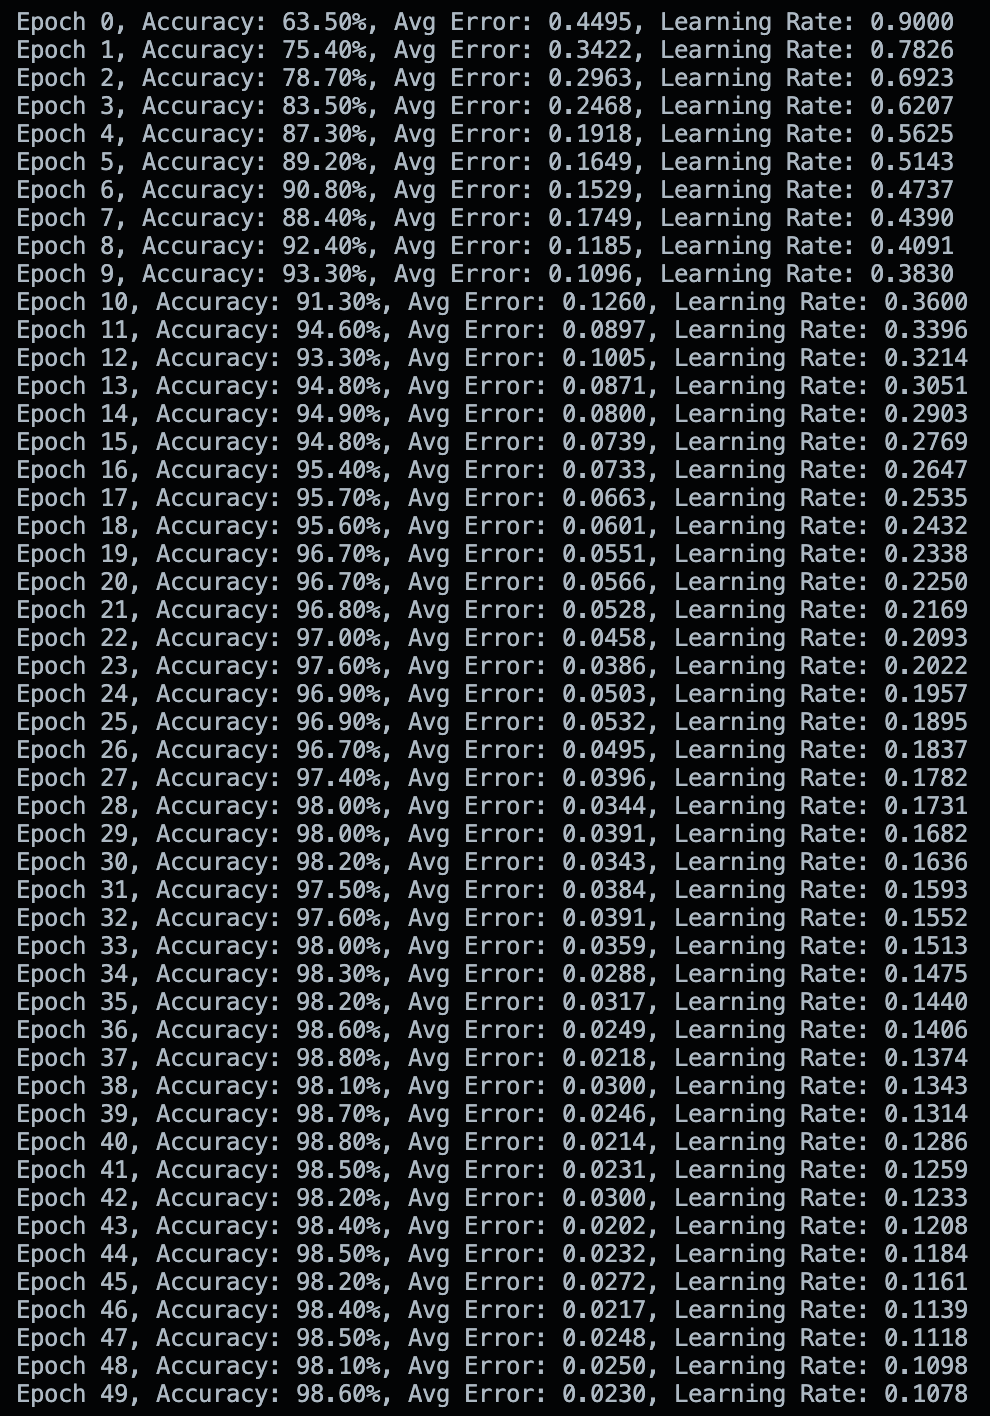 Epoch 0, Accuracy: 63.50%, Avg Error: 0.4495, Learning Rate: 0.9000
Epoch 1, Accuracy: 75.40%, Avg Error: 0.3422, Learning Rate: 0.7826
Epoch 2, Accuracy: 78.70%, Avg Error: 0.2963, Learning Rate: 0.6923
Epoch 3, Accuracy: 83.50%, Avg Error: 0.2468, Learning Rate: 0.6207
Epoch 4, Accuracy: 87.30%, Avg Error: 0.1918, Learning Rate: 0.5625
Epoch 5, Accuracy: 89.20%, Avg Error: 0.1649, Learning Rate: 0.5143
Epoch 6, Accuracy: 90.80%, Avg Error: 0.1529, Learning Rate: 0.4737
Epoch 7, Accuracy: 88.40%, Avg Error: 0.1749, Learning Rate: 0.4390
Epoch 8, Accuracy: 92.40%, Avg Error: 0.1185, Learning Rate: 0.4091
Epoch 9, Accuracy: 93.30%, Avg Error: 0.1096, Learning Rate: 0.3830
Epoch 10, Accuracy: 91.30%, Avg Error: 0.1260, Learning Rate: 0.3600
Epoch 11, Accuracy: 94.60%, Avg Error: 0.0897, Learning Rate: 0.3396
Epoch 12, Accuracy: 93.30%, Avg Error: 0.1005, Learning Rate: 0.3214
Epoch 13, Accuracy: 94.80%, Avg Error: 0.0871, Learning Rate: 0.3051
Epoch 14, Accuracy: 94.90%, Avg Error: 0.0800, Learning Rate: 0.2903
Epoch 15, Accuracy: 94.80%, Avg Error: 0.0739, Learning Rate: 0.2769
Epoch 16, Accuracy: 95.40%, Avg Error: 0.0733, Learning Rate: 0.2647
Epoch 17, Accuracy: 95.70%, Avg Error: 0.0663, Learning Rate: 0.2535
Epoch 18, Accuracy: 95.60%, Avg Error: 0.0601, Learning Rate: 0.2432
Epoch 19, Accuracy: 96.70%, Avg Error: 0.0551, Learning Rate: 0.2338
Epoch 20, Accuracy: 96.70%, Avg Error: 0.0566, Learning Rate: 0.2250
Epoch 21, Accuracy: 96.80%, Avg Error: 0.0528, Learning Rate: 0.2169
Epoch 22, Accuracy: 97.00%, Avg Error: 0.0458, Learning Rate: 0.2093
Epoch 23, Accuracy: 97.60%, Avg Error: 0.0386, Learning Rate: 0.2022
Epoch 24, Accuracy: 96.90%, Avg Error: 0.0503, Learning Rate: 0.1957
Epoch 25, Accuracy: 96.90%, Avg Error: 0.0532, Learning Rate: 0.1895
Epoch 26, Accuracy: 96.70%, Avg Error: 0.0495, Learning Rate: 0.1837
Epoch 27, Accuracy: 97.40%, Avg Error: 0.0396, Learning Rate: 0.1782
Epoch 28, Accuracy: 98.00%, Avg Error: 0.0344, Learning Rate: 0.1731
Epoch 29, Accuracy: 98.00%, Avg Error: 0.0391, Learning Rate: 0.1682
Epoch 30, Accuracy: 98.20%, Avg Error: 0.0343, Learning Rate: 0.1636
Epoch 31, Accuracy: 97.50%, Avg Error: 0.0384, Learning Rate: 0.1593
Epoch 32, Accuracy: 97.60%, Avg Error: 0.0391, Learning Rate: 0.1552
Epoch 33, Accuracy: 98.00%, Avg Error: 0.0359, Learning Rate: 0.1513
Epoch 34, Accuracy: 98.30%, Avg Error: 0.0288, Learning Rate: 0.1475
Epoch 35, Accuracy: 98.20%, Avg Error: 0.0317, Learning Rate: 0.1440
Epoch 36, Accuracy: 98.60%, Avg Error: 0.0249, Learning Rate: 0.1406
Epoch 37, Accuracy: 98.80%, Avg Error: 0.0218, Learning Rate: 0.1374
Epoch 38, Accuracy: 98.10%, Avg Error: 0.0300, Learning Rate: 0.1343
Epoch 39, Accuracy: 98.70%, Avg Error: 0.0246, Learning Rate: 0.1314
Epoch 40, Accuracy: 98.80%, Avg Error: 0.0214, Learning Rate: 0.1286
Epoch 41, Accuracy: 98.50%, Avg Error: 0.0231, Learning Rate: 0.1259
Epoch 42, Accuracy: 98.20%, Avg Error: 0.0300, Learning Rate: 0.1233
Epoch 43, Accuracy: 98.40%, Avg Error: 0.0202, Learning Rate: 0.1208
Epoch 44, Accuracy: 98.50%, Avg Error: 0.0232, Learning Rate: 0.1184
Epoch 45, Accuracy: 98.20%, Avg Error: 0.0272, Learning Rate: 0.1161
Epoch 46, Accuracy: 98.40%, Avg Error: 0.0217, Learning Rate: 0.1139
Epoch 47, Accuracy: 98.50%, Avg Error: 0.0248, Learning Rate: 0.1118
Epoch 48, Accuracy: 98.10%, Avg Error: 0.0250, Learning Rate: 0.1098
Epoch 49, Accuracy: 98.60%, Avg Error: 0.0230, Learning Rate: 0.1078